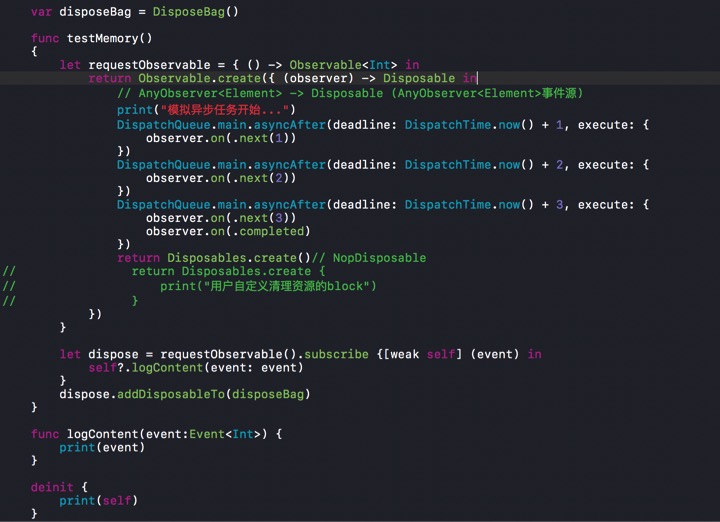 var disposeBag = DisposeBag()
func testMemory()
{
let requestObservable = { () -> Observable<Int> in
return Observable.create({ (observer) -> Disposable in
// AnyObserver<Element> -> Disposable (AnyObserver<Element>事件源)
print("模拟异步任务开始...")
DispatchQueue.main.asyncAfter(deadline: DispatchTime.now() + 1, execute: {
observer.on(.next(1))
})
DispatchQueue.main.asyncAfter(deadline: DispatchTime.now() + 2, execute: {
observer.on(.next(2))
})
DispatchQueue.main.asyncAfter(deadline: DispatchTime.now() + 3, execute: {
observer.on(.next(3))
observer.on(.completed)
})
return Disposables.create()// NopDisposable
// return Disposables.create {
// print("用户自定义清理资源的block")
// }
})
}
let dispose = requestObservable().subscribe {[weak self] (event) in
self?.logContent(event: event)
}
dispose.addDisposableTo(disposeBag)
}
func logContent(event:Event<Int>) {
print(event)
}
deinit {
print(self)
}